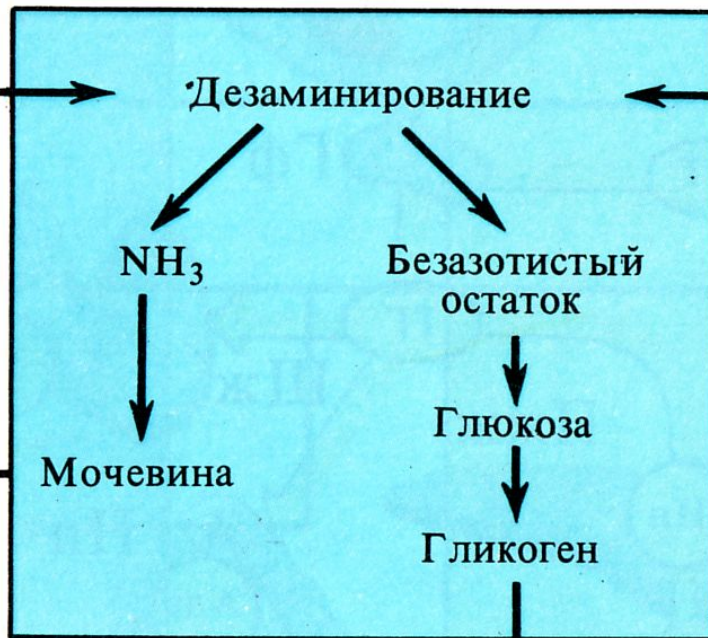 Дезаминирование
NH₃
Безазотистый
остаток
Глюкоза
Мочевина
Гликоген